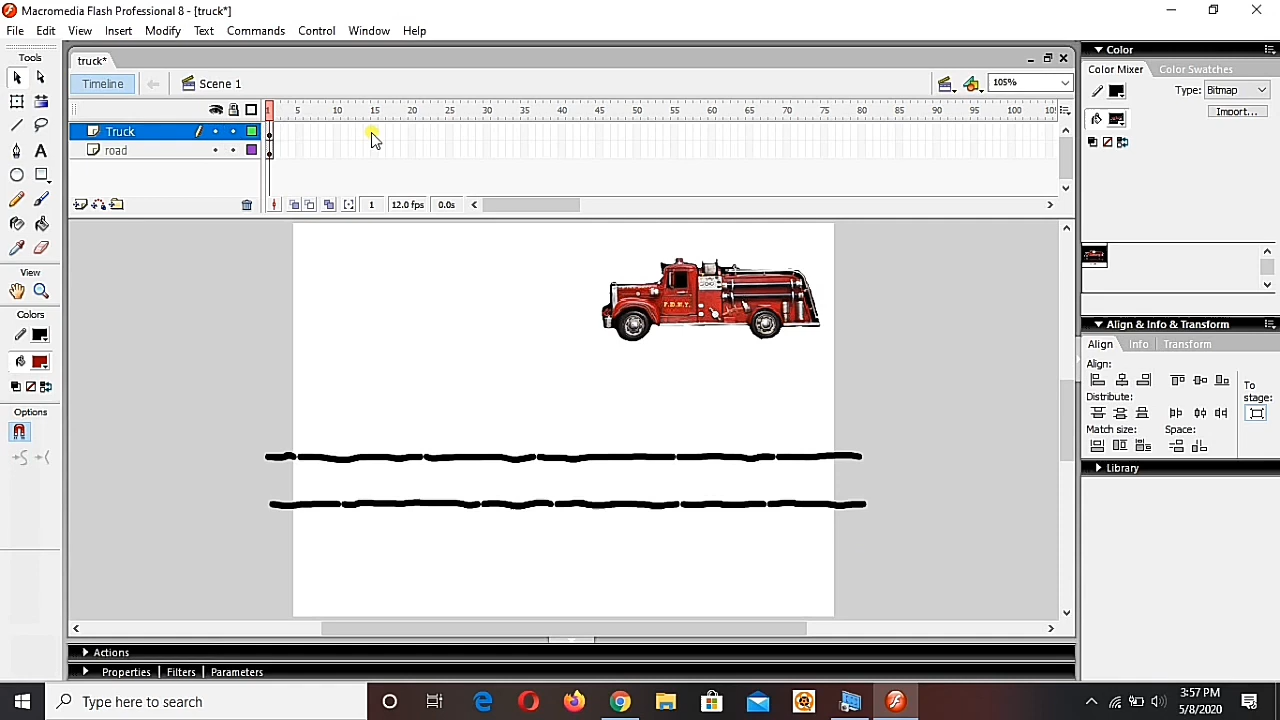 Macromedia Flash Professional 8 - [truck*]
File Edit View Insert Modify Text Commands Control Window Help
Tools
truck*
Timeline
Scene 1
105%
1 5 10 15 20 25 30 35 40 45 50 55 60 65 70 75 80 85 90 95 100 105
Truck
road
1 12.0 fps 0.0s
View
Colors
Options
F.D.N.Y.
Color
Color Mixer Color Swatches
Type: Bitmap
Import...
Align & Info & Transform
Align Info Transform
Align:
Distribute:
To stage:
Match size: Space:
Library
Actions
Properties Filters Parameters
Type here to search
3:57 PM
5/8/2020